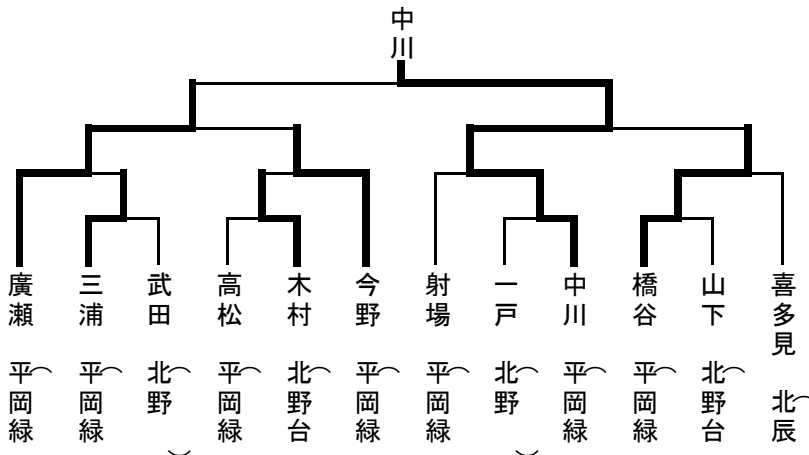 中川
廣瀬（平岡緑
三浦（平岡緑
武田（北野）
高松（平岡緑
木村（北野台
今野（平岡緑
射場（平岡緑
一戸（北野）
中川（平岡緑
橋谷（平岡緑
山下（北野台
喜多見（北辰